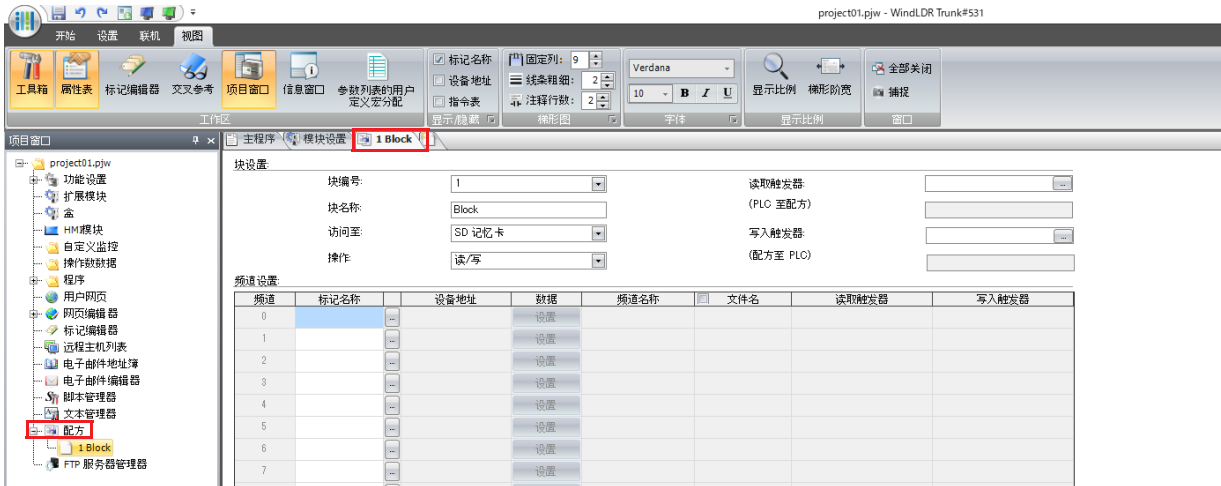 project01.pjw - WindLDR Trunk#531
开始 设置 联机 视图
工具箱 属性表 标记编辑器 交叉参考 项目窗口 信息窗口 参数列表的用户定义宏分配
工作区
标记名称
设备地址
指令表
显示/隐藏
固定列: 9
线条粗细: 2
注释行数: 2
梯形图
Verdana
10 B I U
字体
显示比例 梯形阶宽
显示比例
全部关闭
捕捉
窗口
项目窗口
主程序 模块设置 1 Block
project01.pjw
功能设置
扩展模块
盒
HMI模块
自定义监控
操作数数据
程序
用户网页
网页编辑器
标记编辑器
远程主机列表
电子邮件地址簿
电子邮件编辑器
脚本管理器
文本管理器
配方
1 Block
FTP 服务器管理器
块设置:
块编号: 1
块名称: Block
访问至: SD 记忆卡
操作: 读/写
读取触发器:
(PLC 至配方)
写入触发器:
(配方至 PLC)
频道设置:
频道 标记名称 设备地址 数据 频道名称 文件名 读取触发器 写入触发器
0 ... 设置
1 ... 设置
2 ... 设置
3 ... 设置
4 ... 设置
5 ... 设置
6 ... 设置
7 ... 设置